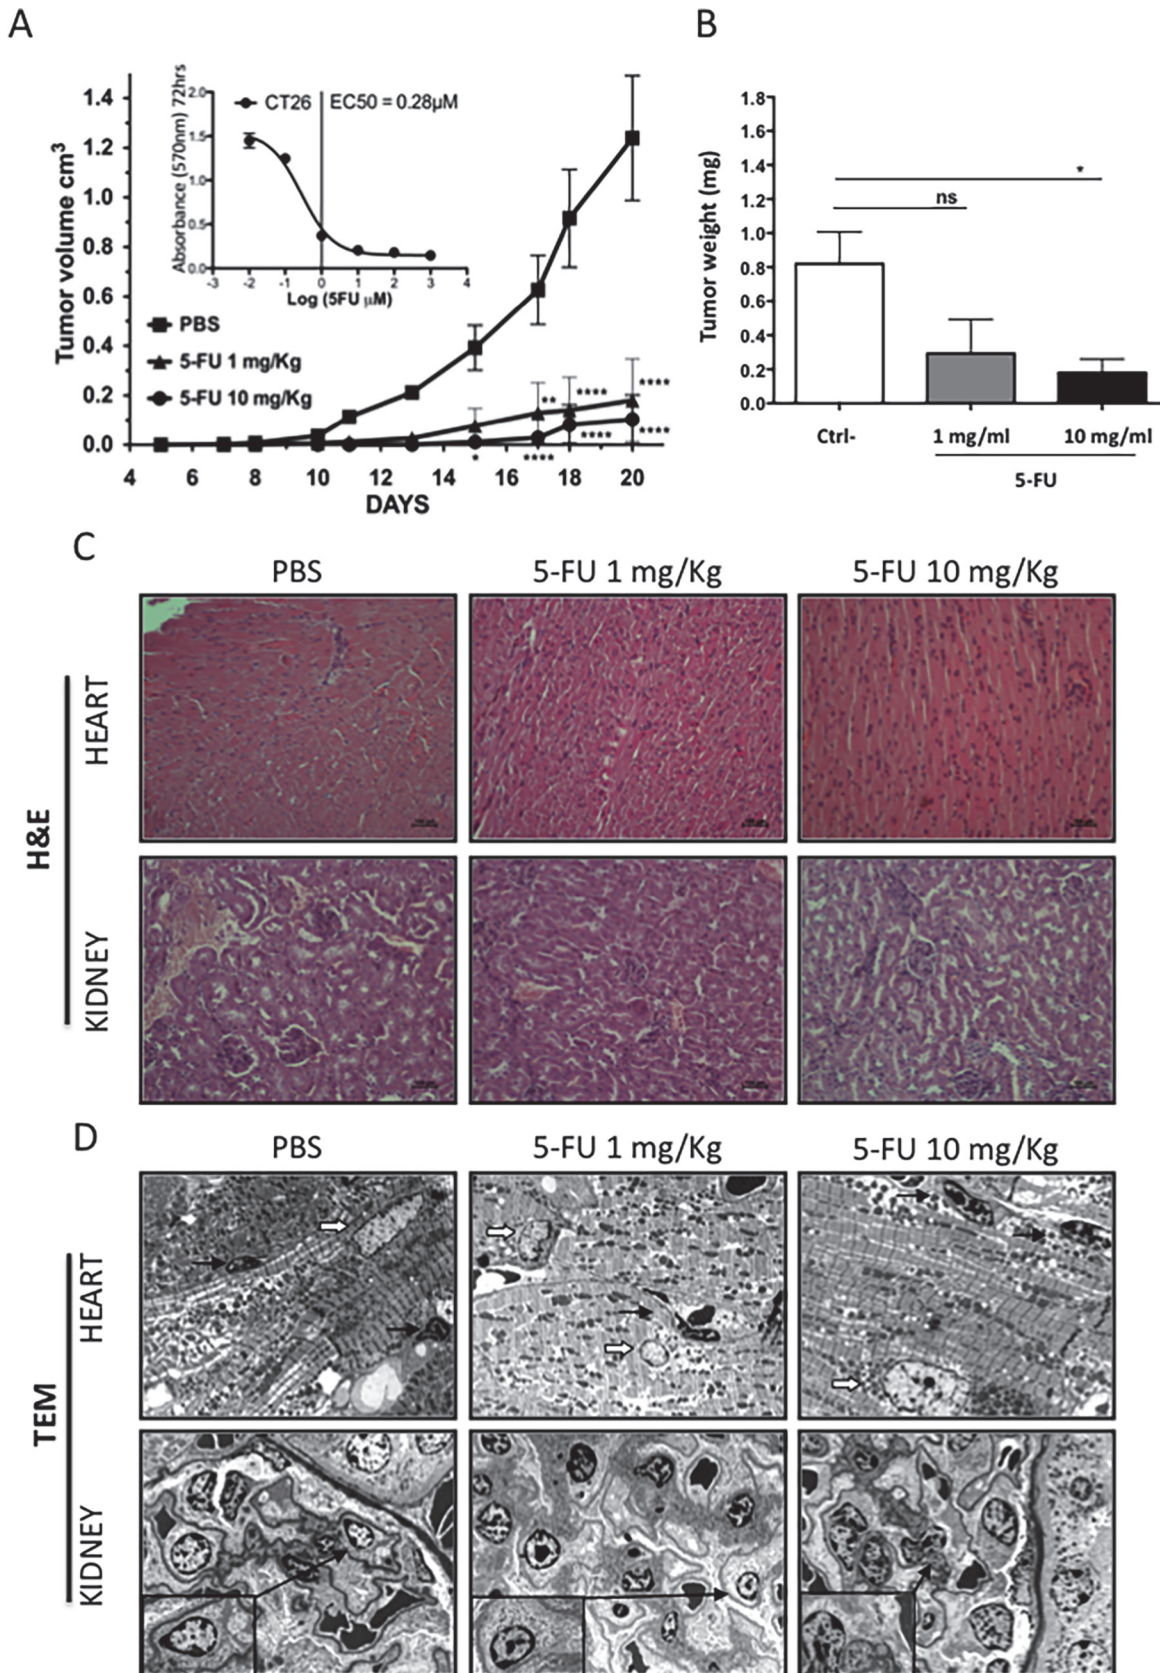 A
B
Tumor volume cm3
1.4
1.2
1.0
0.8
0.6
0.4
0.2
0.0
4 6 8 10 12 14 16 18 20
DAYS
PBS
5-FU 1 mg/Kg
5-FU 10 mg/Kg
** **** ****
* **** **** ****
Absorbance (570nm) 72hrs
2.0
1.5
1.0
0.5
0.0
-3 -2 -1 0 1 2 3 4
Log (5FU µM)
CT26 EC50 = 0.28µM
Tumor weight (mg)
1.8
1.6
1.4
1.2
1.0
0.8
0.6
0.4
0.2
0.0
*
ns
Ctrl- 1 mg/ml 10 mg/ml
5-FU
C
PBS 5-FU 1 mg/Kg 5-FU 10 mg/Kg
H&E
HEART
KIDNEY
D
PBS 5-FU 1 mg/Kg 5-FU 10 mg/Kg
TEM
HEART
KIDNEY